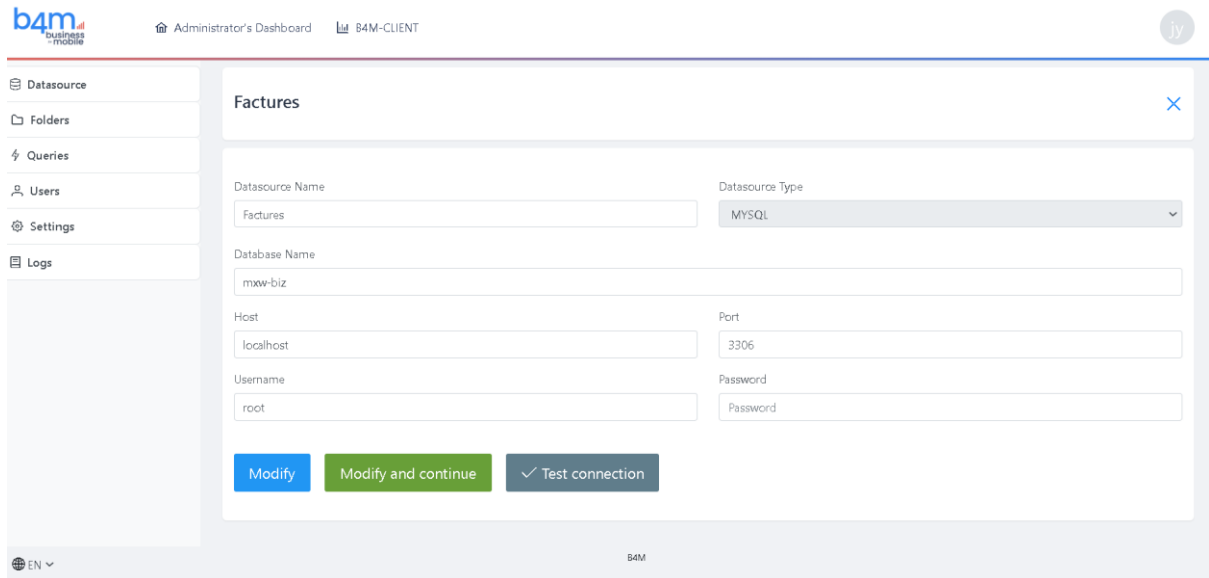 b4m
business
-mobile
Administrator's Dashboard
B4M-CLIENT
jy
Datasource
Folders
Queries
Users
Settings
Logs
Factures
Datasource Name
Datasource Type
Factures
MYSQL
Database Name
mxw-biz
Host
Port
localhost
3306
Username
Password
root
Password
Modify
Modify and continue
Test connection
EN
B4M